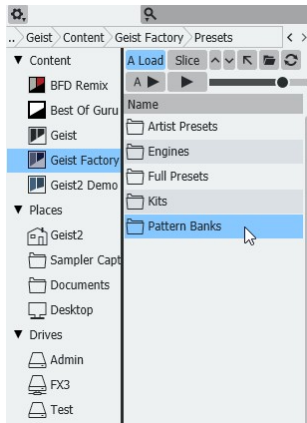 .. Geist Content Geist Factory Presets < >
Content
BFD Remix
Best Of Guru
Geist
Geist Factory
Geist2 Demo
Places
Geist2
Sampler Capt
Documents
Desktop
Drives
Admin
FX3
Test
A Load Slice
A
Name
Artist Presets
Engines
Full Presets
Kits
Pattern Banks